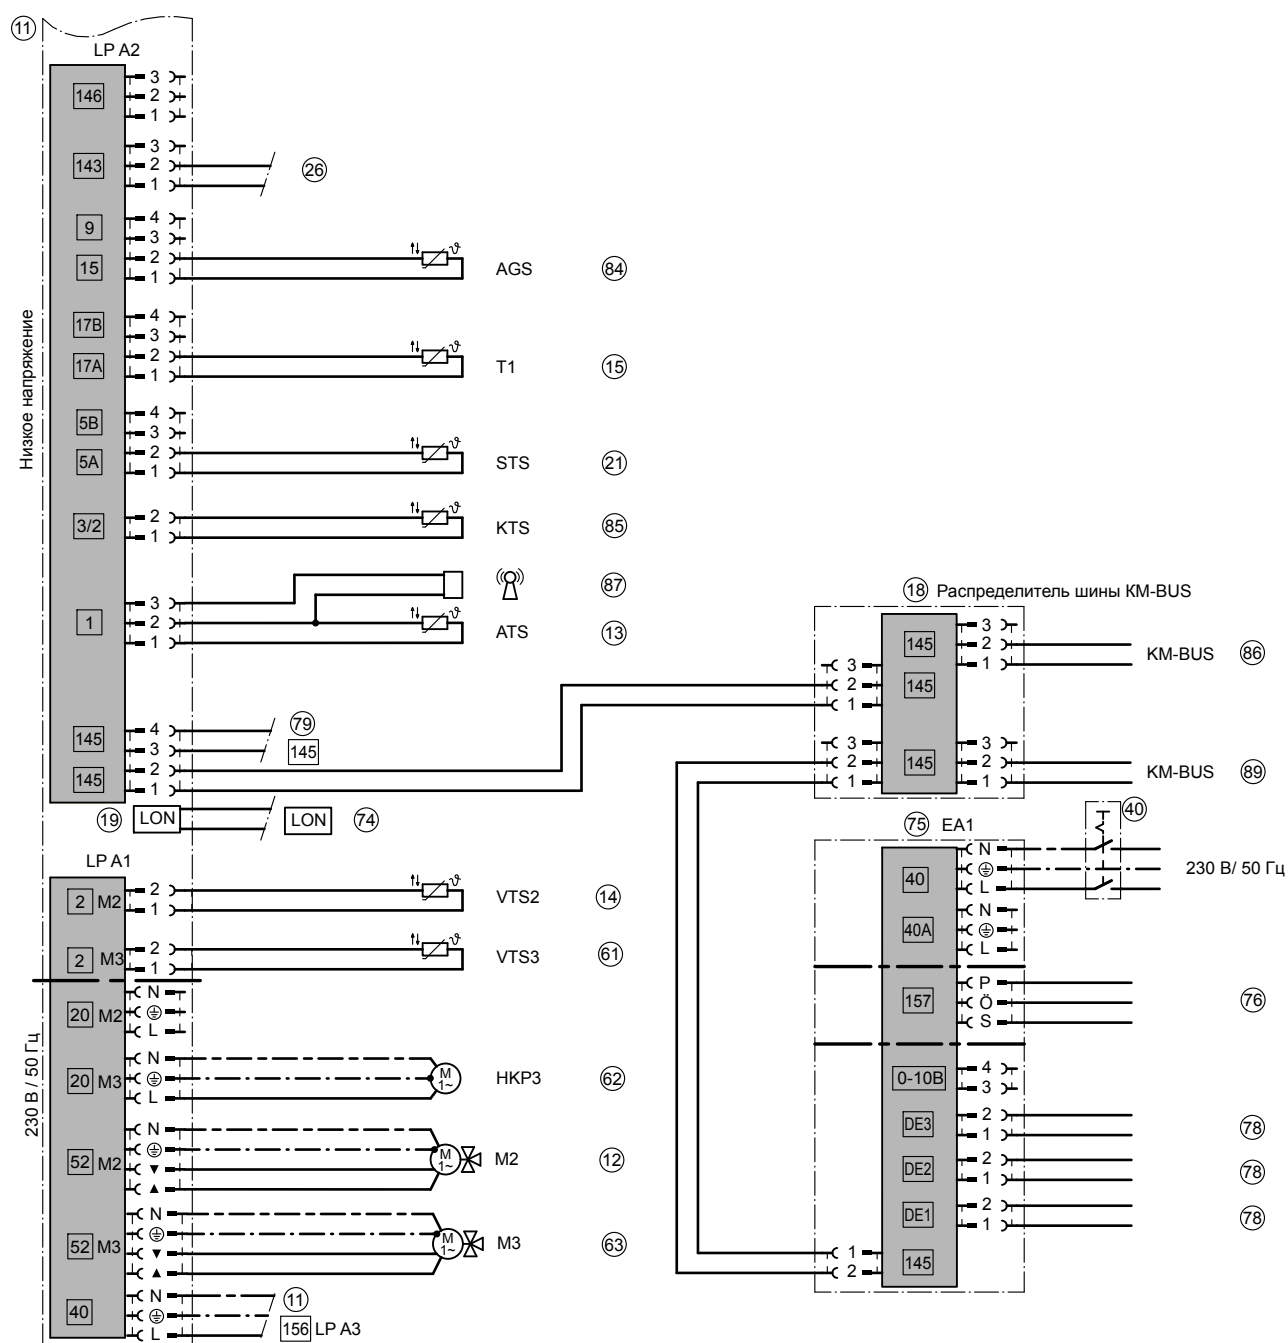 11
LP A2
146
3
2
1
143
3
2
1
26
9
4
3
15
2
1
AGS 84
17B
4
3
17A
2
1
T1 15
5B
4
3
5A
2
1
STS 21
3/2
2
1
KTS 85
87
1
3
2
1
ATS 13
145
4
3
79
145
145
2
1
19 LON LON 74
Низкое напряжение
LP A1
2 M2
2
1
VTS2 14
2 M3
2
1
VTS3 61
230 В / 50 Гц
20 M2
N
L
20 M3
N
L
M
1~
HKP3 62
52 M2
N
▼
▲
M
1~
M2 12
52 M3
N
▼
▲
M
1~
M3 63
40
N
L
11
156 LP A3
18 Распределитель шины KM-BUS
145
3
2
1
KM-BUS 86
3
2
1
145
3
2
1
145
3
2
1
KM-BUS 89
75 EA1
40
40
N
L
230 В/ 50 Гц
40A
N
L
157
P
Ö
S
76
0-10В
4
3
DE3
2
1
78
DE2
2
1
78
DE1
2
1
78
1
2
145